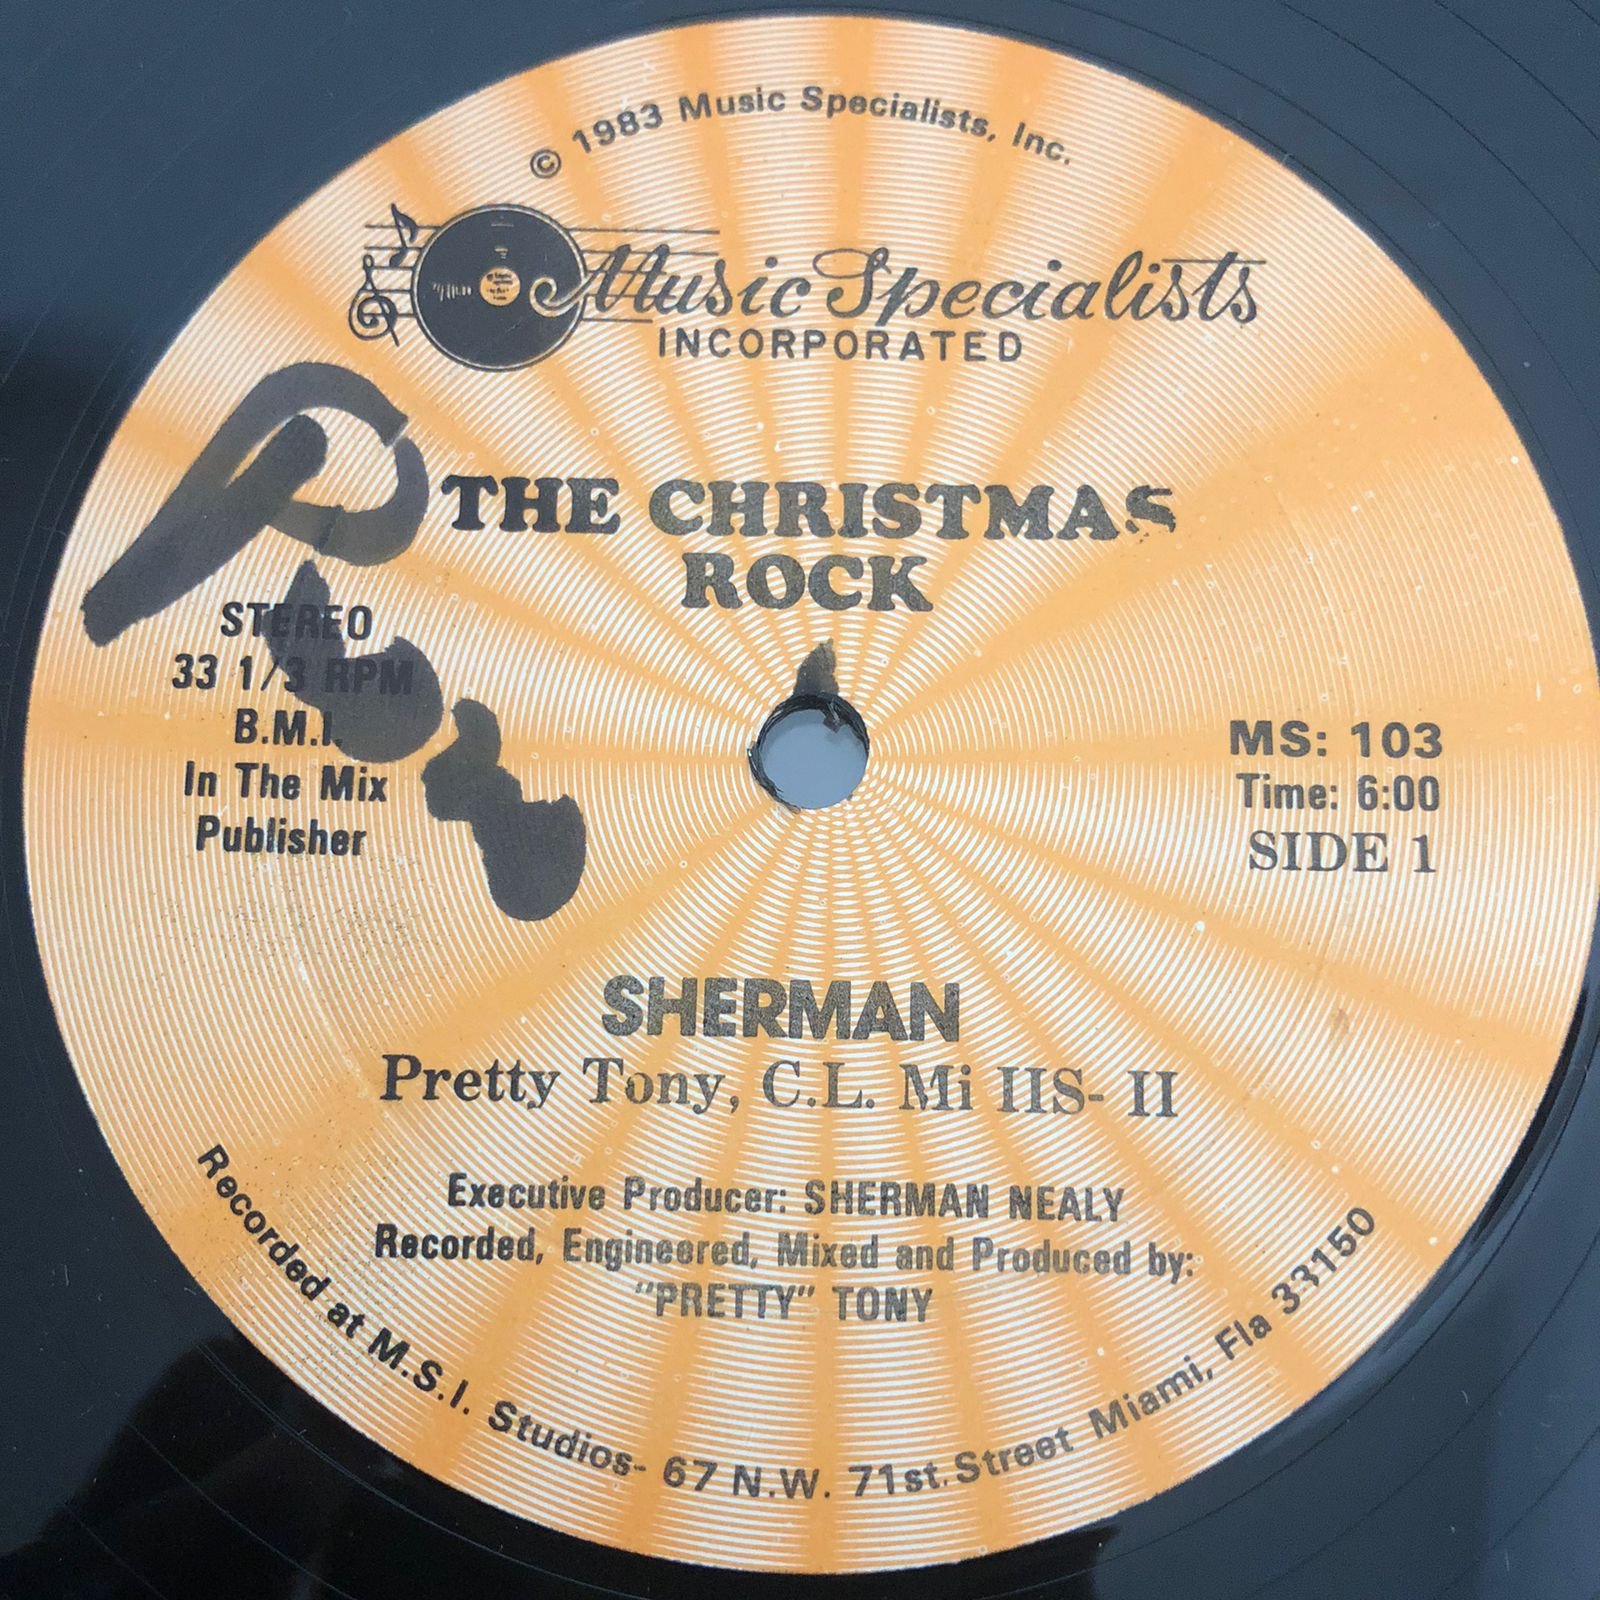 © 1983 Music Specialists, Inc.
Music Specialists
INCORPORATED
THE CHRISTMAS
ROCK
STEREO
33 1/3 RPM
B.M.I.
In The Mix
Publisher
MS: 103
Time: 6:00
SIDE 1
SHERMAN
Pretty Tony, C.L. Mi IIS- II
Executive Producer: SHERMAN NEALY
Recorded, Engineered, Mixed and Produced by:
"PRETTY" TONY
Recorded at M.S.I. Studios- 67 N.W. 71st. Street Miami, Fla 33150